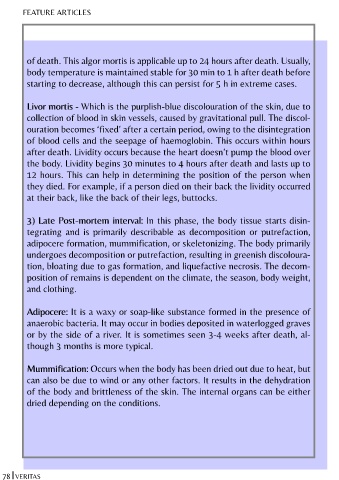 FEATURE ARTICLES
of death. This algor mortis is applicable up to 24 hours after death. Usually,
body temperature is maintained stable for 30 min to 1 h after death before
starting to decrease, although this can persist for 5 h in extreme cases.
Livor mortis - Which is the purplish-blue discolouration of the skin, due to
collection of blood in skin vessels, caused by gravitational pull. The discol-
ouration becomes 'fixed' after a certain period, owing to the disintegration
of blood cells and the seepage of haemoglobin. This occurs within hours
after death. Lividity occurs because the heart doesn't pump the blood over
the body. Lividity begins 30 minutes to 4 hours after death and lasts up to
12 hours. This can help in determining the position of the person when
they died. For example, if a person died on their back the lividity occurred
at their back, like the back of their legs, buttocks.
3) Late Post-mortem interval: In this phase, the body tissue starts disin-
tegrating and is primarily describable as decomposition or putrefaction,
adipocere formation, mummification, or skeletonizing. The body primarily
undergoes decomposition or putrefaction, resulting in greenish discoloura-
tion, bloating due to gas formation, and liquefactive necrosis. The decom-
position of remains is dependent on the climate, the season, body weight,
and clothing.
Adipocere: It is a waxy or soap-like substance formed in the presence of
anaerobic bacteria. It may occur in bodies deposited in waterlogged graves
or by the side of a river. It is sometimes seen 3-4 weeks after death, al-
though 3 months is more typical.
Mummification: Occurs when the body has been dried out due to heat, but
can also be due to wind or any other factors. It results in the dehydration
of the body and brittleness of the skin. The internal organs can be either
dried depending on the conditions.
78 VERITAS